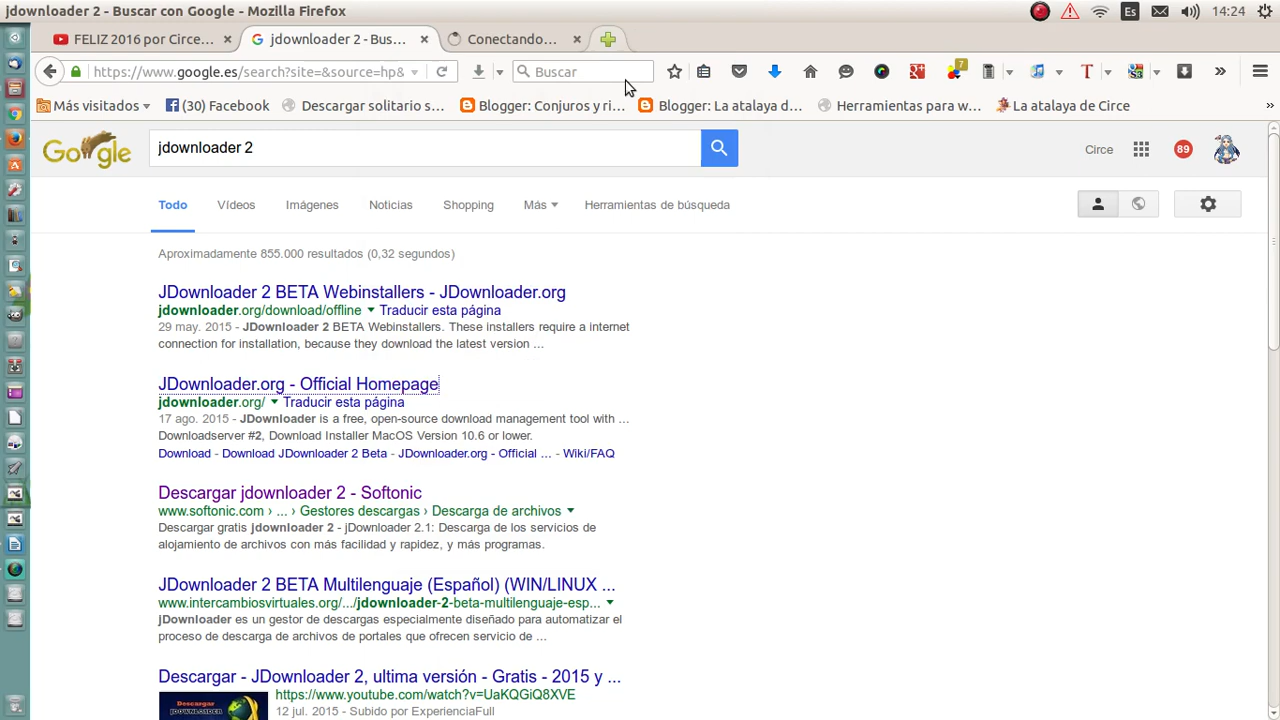 jdownloader 2 - Buscar con Google - Mozilla Firefox
Es
14:24
FELIZ 2016 por Circe...
jdownloader 2 - Bus...
Conectando...
https://www.google.es/search?site=&source=hp&
Buscar
7
Más visitados
(30) Facebook
Descargar solitario s...
Blogger: Conjuros y ri...
Blogger: La atalaya d...
Herramientas para w...
La atalaya de Circe
Google
jdownloader 2
Circe
89
Todo
Vídeos
Imágenes
Noticias
Shopping
Más
Herramientas de búsqueda
Aproximadamente 855.000 resultados (0,32 segundos)
JDownloader 2 BETA Webinstallers - JDownloader.org
jdownloader.org/download/offline
Traducir esta página
29 may. 2015 - JDownloader 2 BETA Webinstallers. These installers require a internet
connection for installation, because they download the latest version ...
JDownloader.org - Official Homepage
jdownloader.org/
Traducir esta página
17 ago. 2015 - JDownloader is a free, open-source download management tool with ...
Downloadserver #2, Download Installer MacOS Version 10.6 or lower.
Download - Download JDownloader 2 Beta - JDownloader.org - Official ... - Wiki/FAQ
Descargar jdownloader 2 - Softonic
www.softonic.com › ... › Gestores descargas › Descarga de archivos
Descargar gratis jdownloader 2 - jDownloader 2.1: Descarga de los servicios de
alojamiento de archivos con más facilidad y rapidez, y más programas.
JDownloader 2 BETA Multilenguaje (Español) (WIN/LINUX ...
www.intercambiosvirtuales.org/.../jdownloader-2-beta-multilenguaje-esp...
jDownloader es un gestor de descargas especialmente diseñado para automatizar el
proceso de descarga de archivos de portales que ofrecen servicio de ...
Descargar - JDownloader 2, ultima versión - Gratis - 2015 y ...
https://www.youtube.com/watch?v=UaKQGiQ8XVE
Descargar
JDOWNLOADER
12 jul. 2015 - Subido por ExperienciaFull